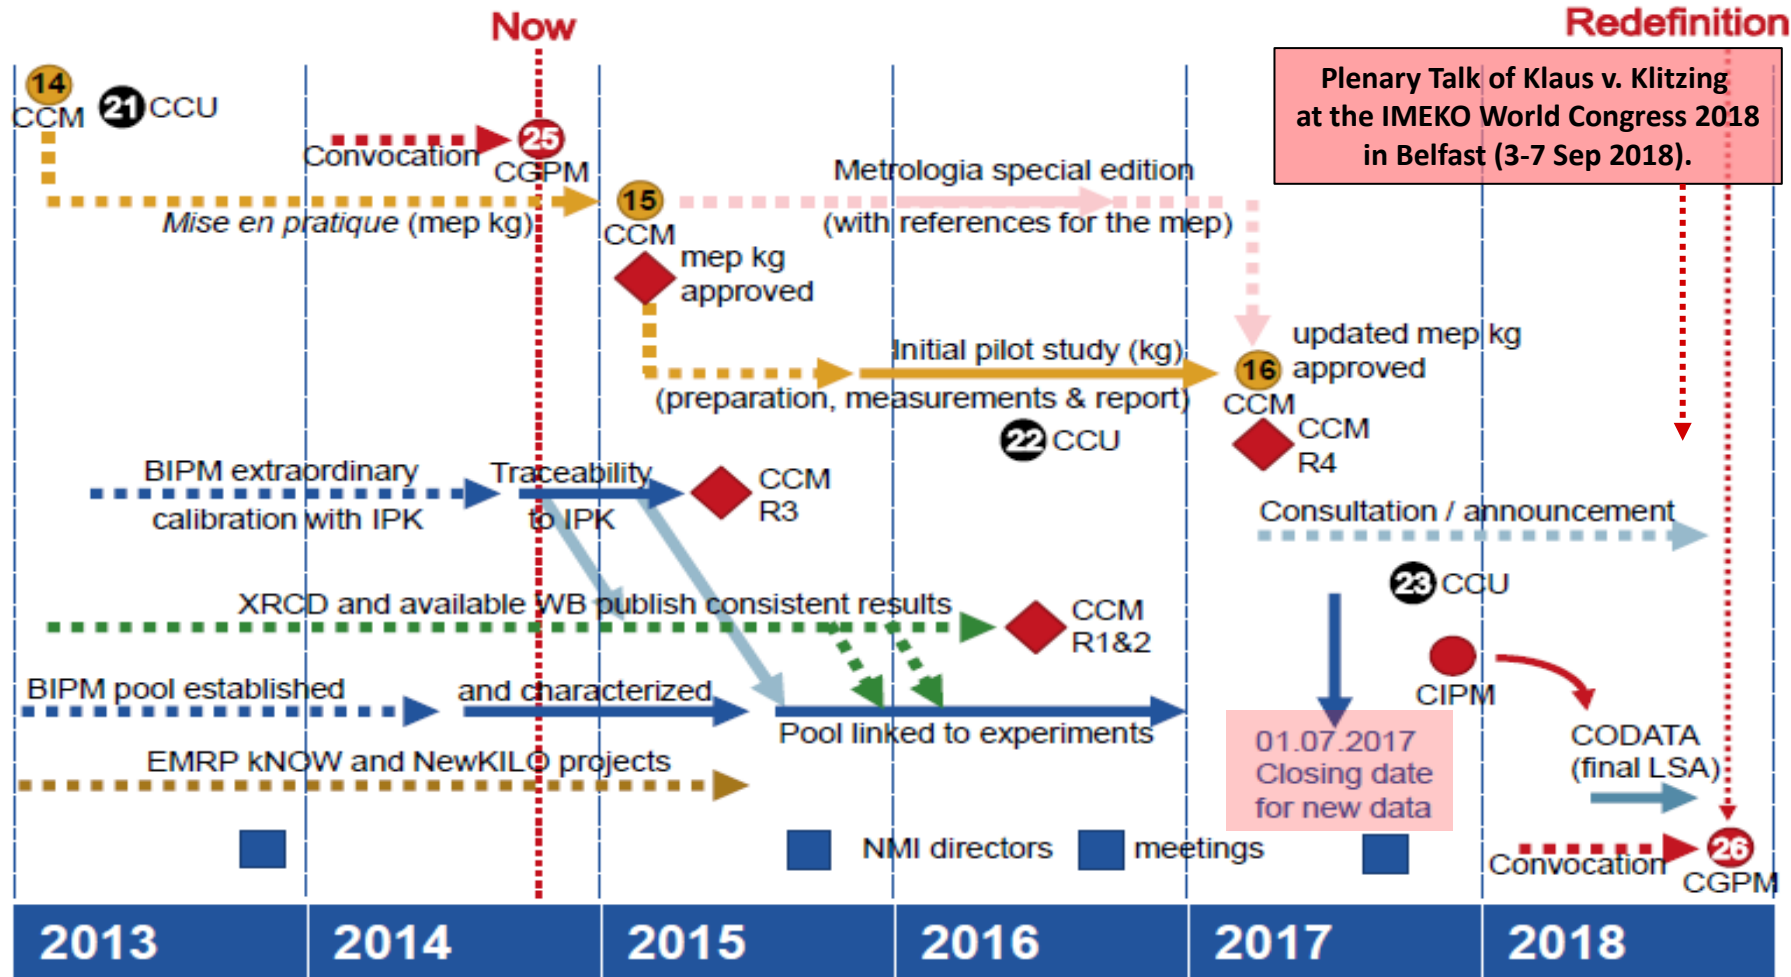 Now
Redefinition
Plenary Talk of Klaus v. Klitzing
at the IMEKO World Congress 2018
in Belfast (3-7 Sep 2018).
14
CCM
21 CCU
Convocation
25
CGPM
Mise en pratique (mep kg)
15
CCM
Metrologia special edition
(with references for the mep)
mep kg
approved
Initial pilot study (kg)
(preparation, measurements & report)
16
CCM
updated mep kg
approved
22 CCU
CCM
R4
BIPM extraordinary
calibration with IPK
Traceability
to IPK
CCM
R3
Consultation / announcement
23 CCU
XRCD and available WB publish consistent results
CCM
R1&2
CIPM
BIPM pool established
and characterized
Pool linked to experiments
01.07.2017
Closing date
for new data
CODATA
(final LSA)
EMRP kNOW and NewKILO projects
NMI directors meetings
Convocation
26
CGPM
2013 2014 2015 2016 2017 2018